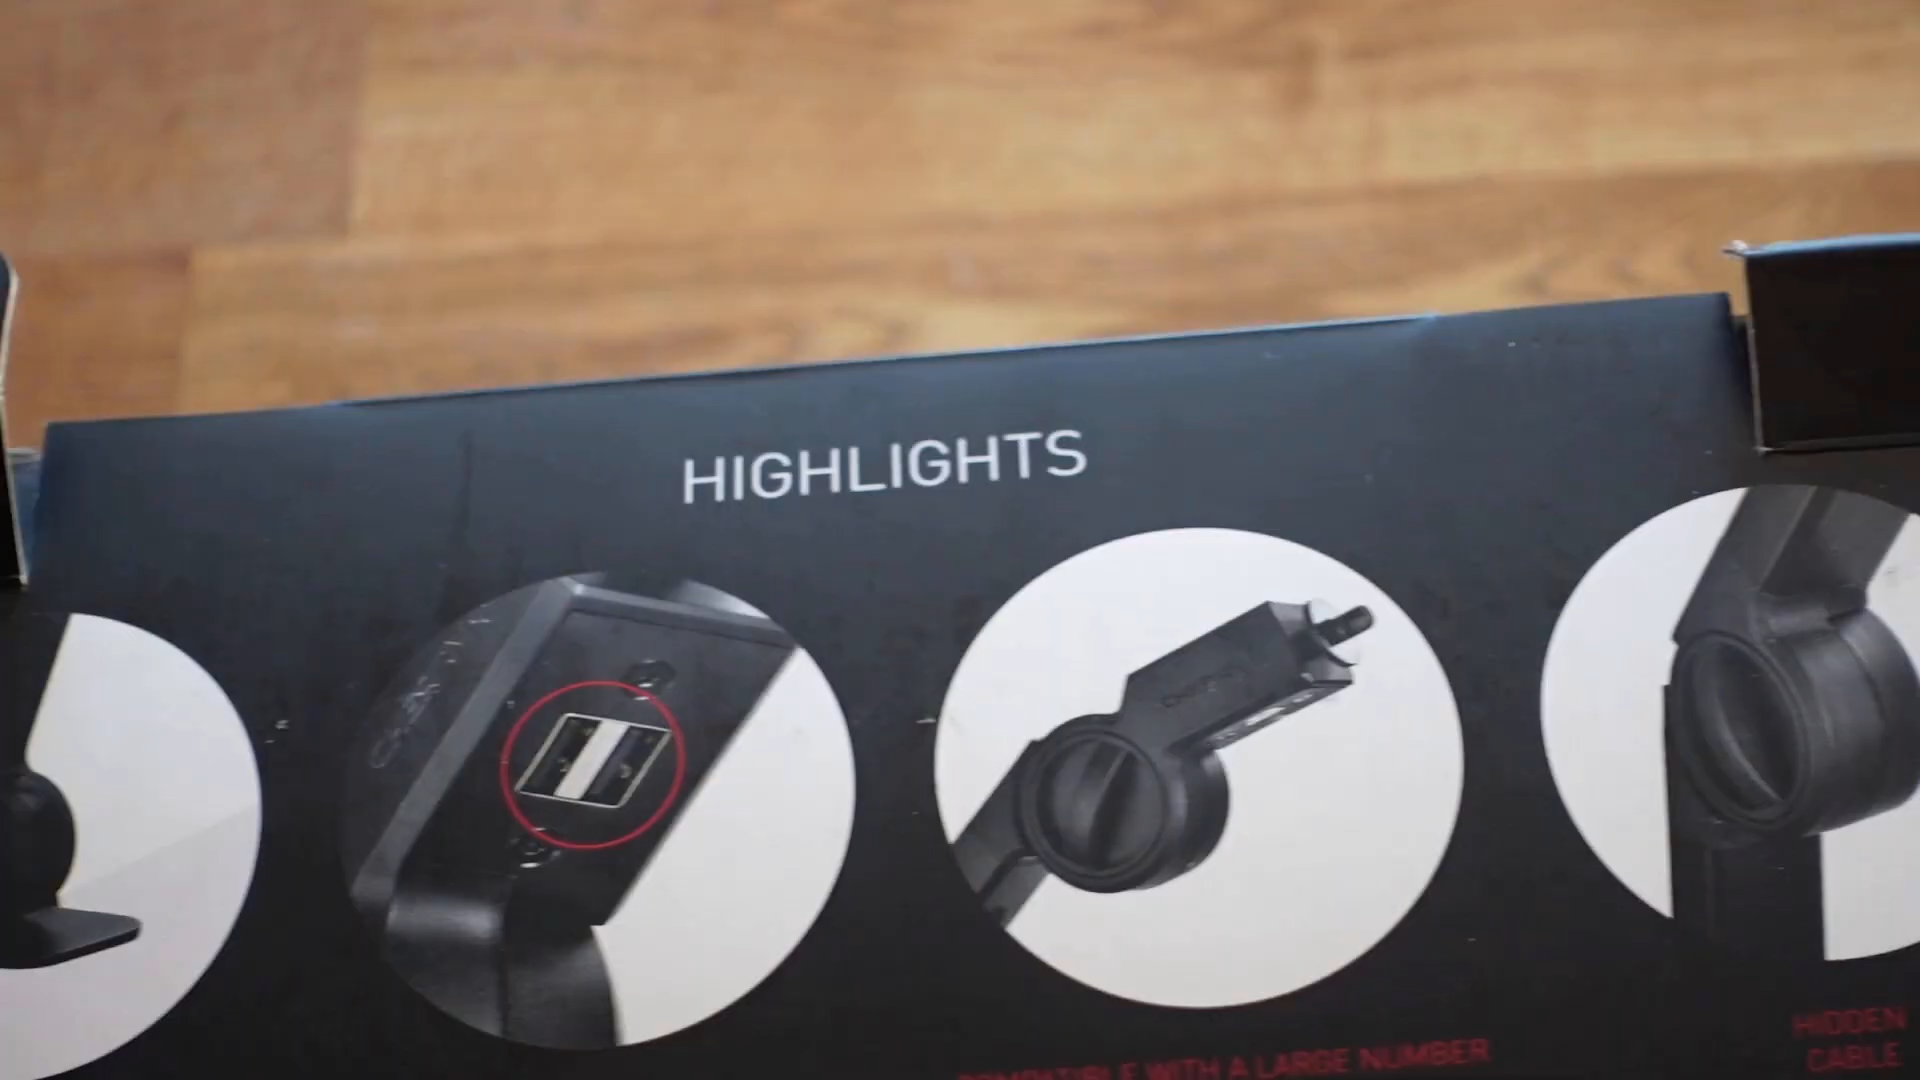 HIGHLIGHTS
COMPATIBLE WITH A LARGE NUMBER
HIDDEN
CABLE